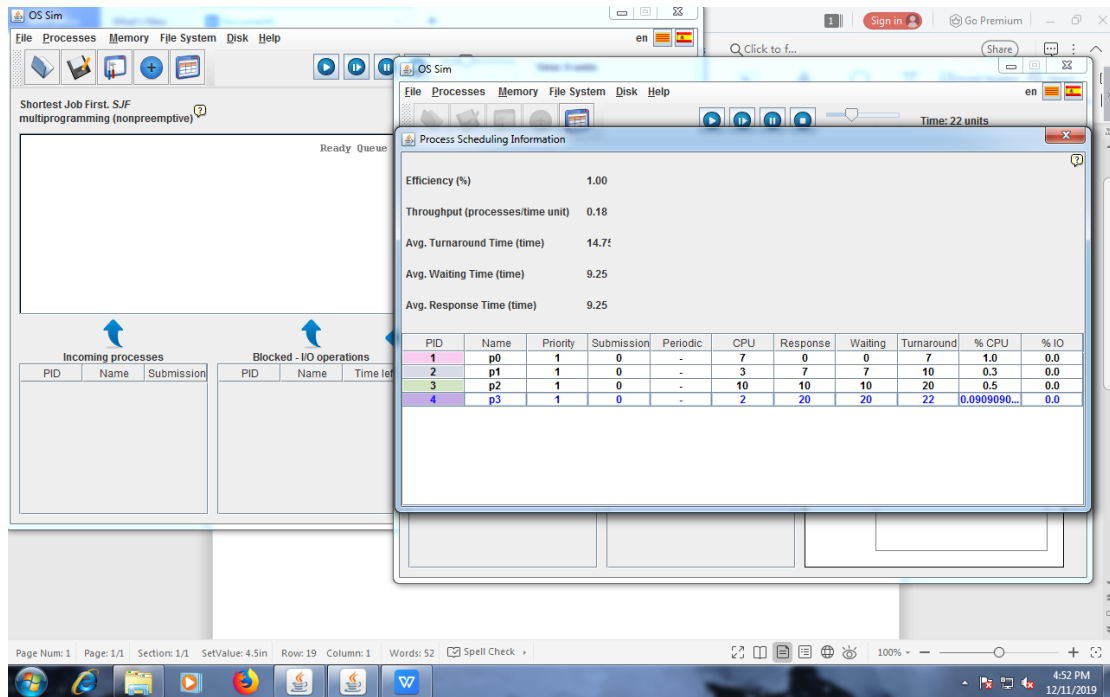 OS Sim
File Processes Memory File System Disk Help
en
Shortest Job First. SJF
multiprogramming (nonpreemptive)
?
Ready Queue
Incoming processes
PID Name Submission
Blocked - I/O operations
PID Name Time lef
1
Sign in
Go Premium
Click to f...
Share
OS Sim
File Processes Memory File System Disk Help
en
Time: 22 units
Process Scheduling Information
?
Efficiency (%) 1.00
Throughput (processes/time unit) 0.18
Avg. Turnaround Time (time) 14.75
Avg. Waiting Time (time) 9.25
Avg. Response Time (time) 9.25
PID Name Priority Submission Periodic CPU Response Waiting Turnaround % CPU % IO
1 p0 1 0 - 7 0 0 7 1.0 0.0
2 p1 1 0 - 3 7 7 10 0.3 0.0
3 p2 1 0 - 10 10 10 20 0.5 0.0
4 p3 1 0 - 2 20 20 22 0.0909090... 0.0
Page Num: 1 Page: 1/1 Section: 1/1 SetValue: 4.5in Row: 19 Column: 1 Words: 52 Spell Check 100%
W
4:52 PM
12/11/2019